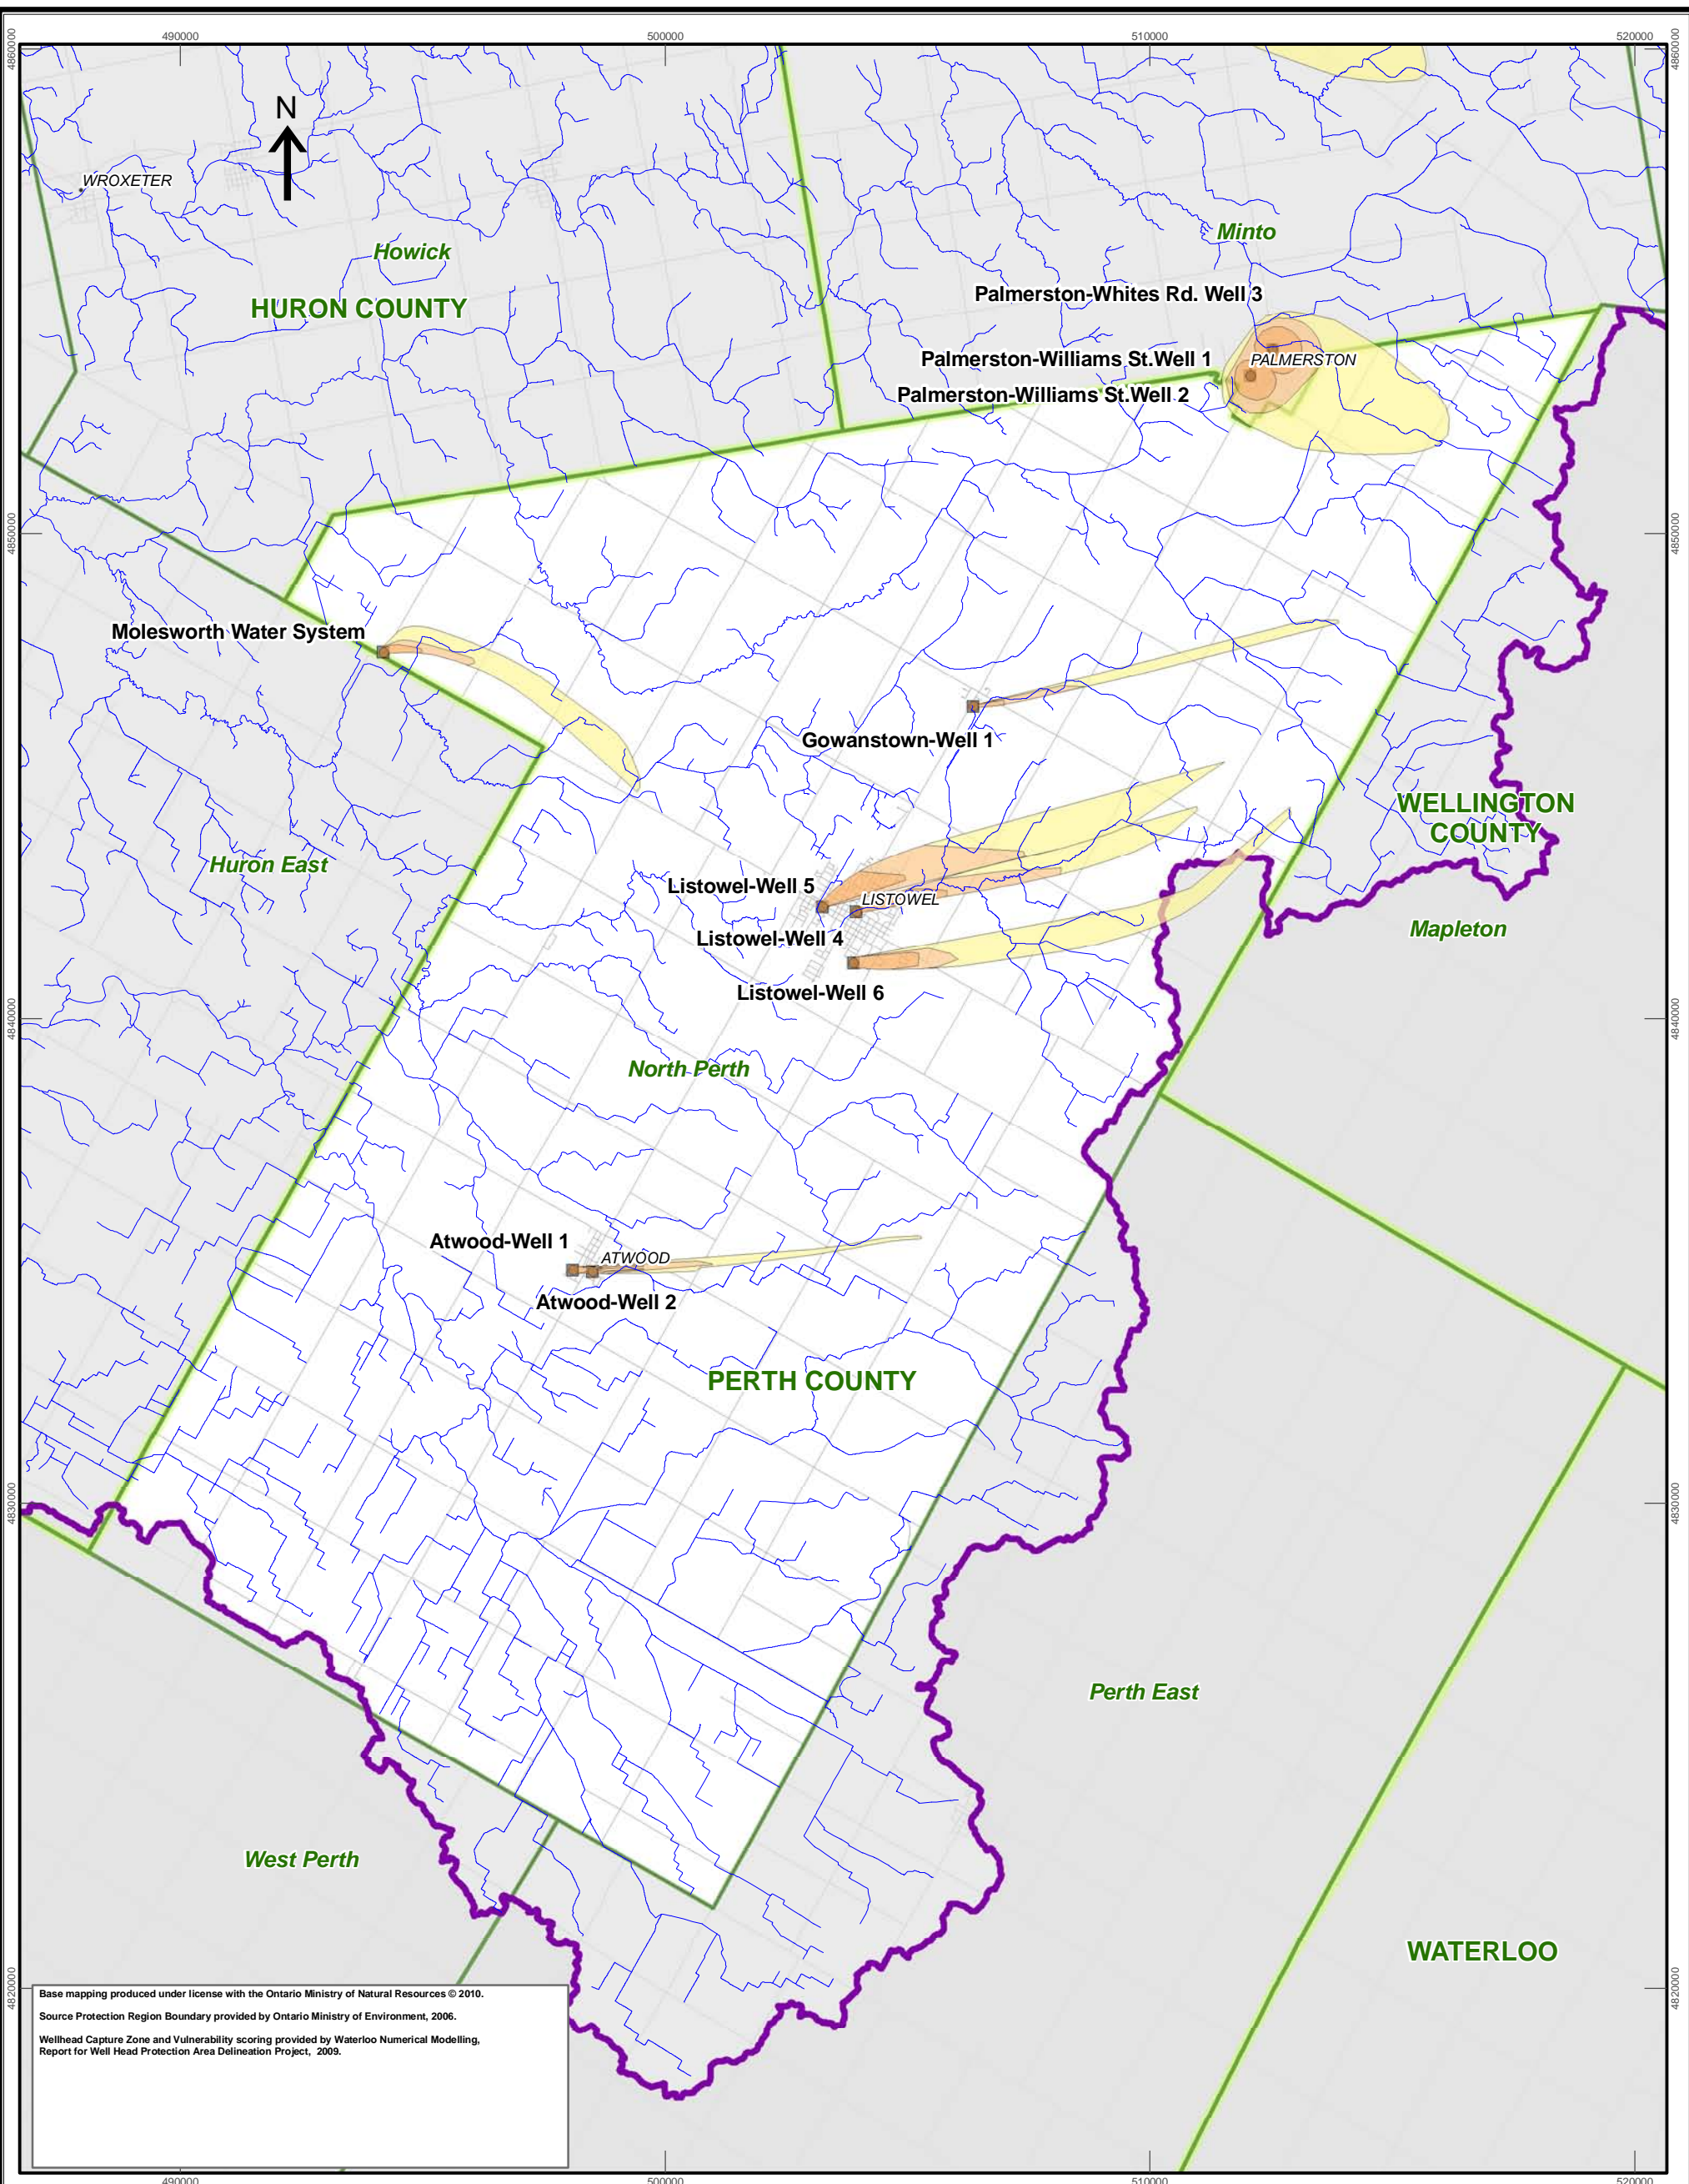 490000
500000
510000
520000
4860000
4860000
N
WROXETER
Howick
Minto
HURON COUNTY
Palmerston-Whites Rd. Well 3
Palmerston-Williams St.Well 1
PALMERSTON
Palmerston-Williams St.Well 2
4850000
4850000
Molesworth Water System
Gowanstown-Well 1
WELLINGTON
COUNTY
Huron East
Listowel-Well 5
LISTOWEL
Mapleton
Listowel-Well 4
Listowel-Well 6
4840000
4840000
North Perth
Atwood-Well 1
ATWOOD
Atwood-Well 2
PERTH COUNTY
4830000
4830000
Perth East
West Perth
WATERLOO
4820000
4820000
Base mapping produced under license with the Ontario Ministry of Natural Resources © 2010.
Source Protection Region Boundary provided by Ontario Ministry of Environment, 2006.
Wellhead Capture Zone and Vulnerability scoring provided by Waterloo Numerical Modelling,
Report for Well Head Protection Area Delineation Project, 2009.
490000
500000
510000
520000